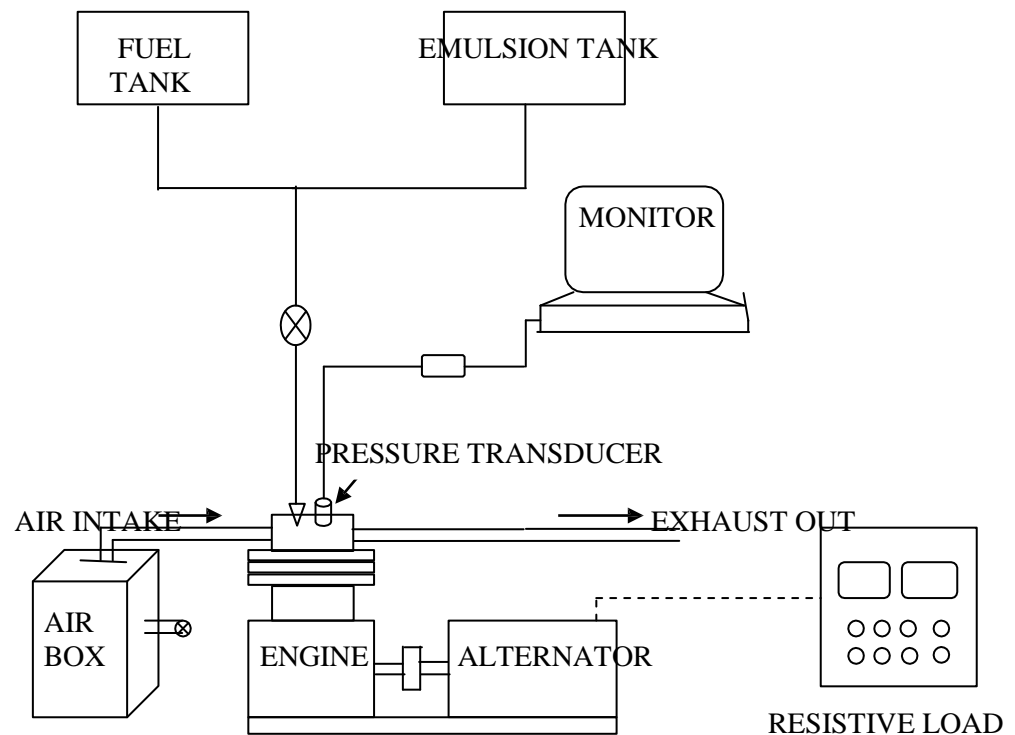 FUEL
TANK
EMULSION TANK
MONITOR
PRESSURE TRANSDUCER
AIR INTAKE
EXHAUST OUT
AIR
BOX
ENGINE
ALTERNATOR
RESISTIVE LOAD